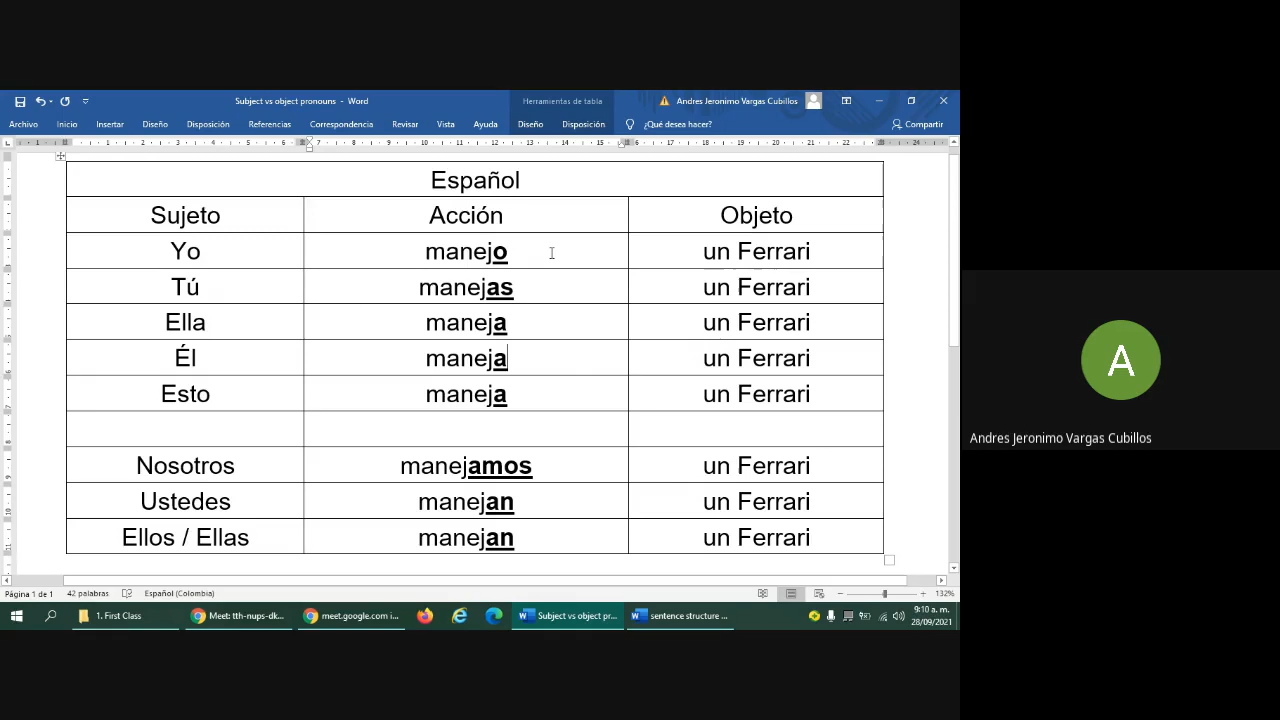 Subject vs object pronouns - Word
Herramientas de tabla
Andres Jeronimo Vargas Cubillos
Archivo Inicio Insertar Diseño Disposición Referencias Correspondencia Revisar Vista Ayuda Diseño Disposición ¿Qué desea hacer? Compartir
Español
Sujeto Acción Objeto
Yo manejo un Ferrari
Tú manejas un Ferrari
Ella maneja un Ferrari
Él maneja un Ferrari
Esto maneja un Ferrari
Nosotros manejamos un Ferrari
Ustedes manejan un Ferrari
Ellos / Ellas manejan un Ferrari
A
Andres Jeronimo Vargas Cubillos
Página 1 de 1 42 palabras Español (Colombia) 132%
1. First Class Meet: tth-nups-dk... meet.google.com i... Subject vs object pr... sentence structure ... 9:10 a. m.
28/09/2021